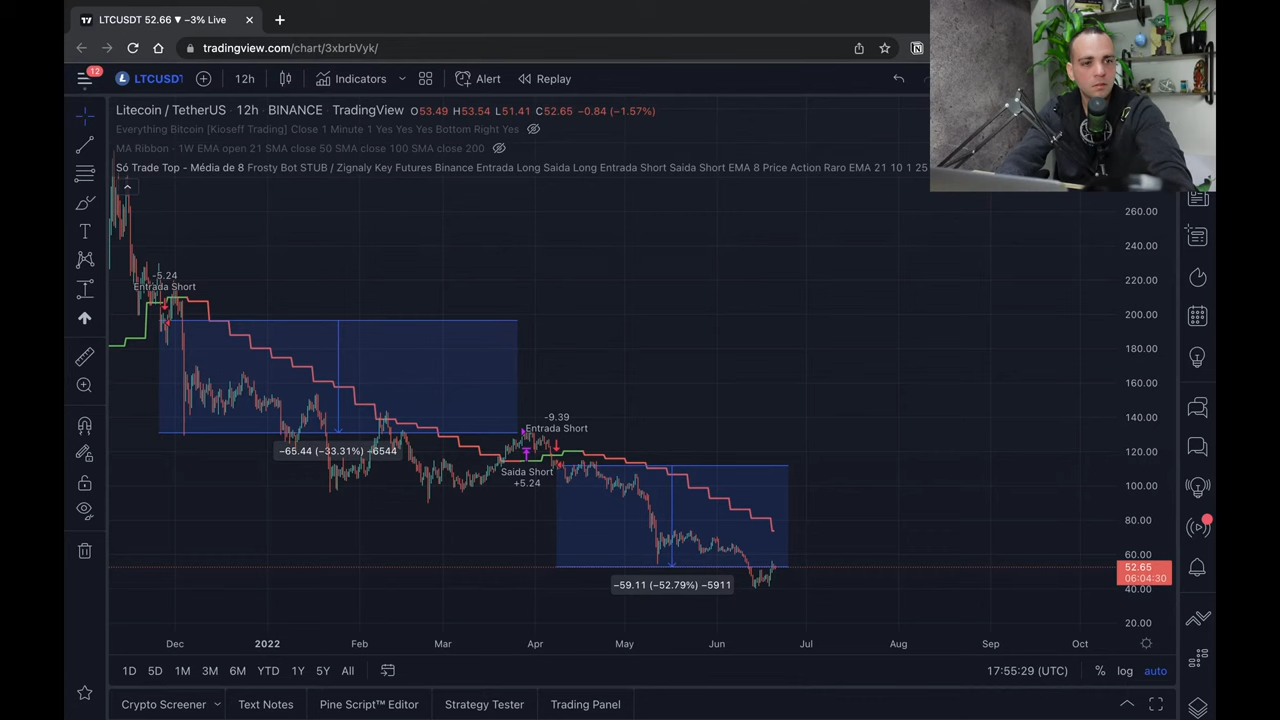 LTCUSDT 52.66 ▼ −3% Live
tradingview.com/chart/3xbrbVyk/
12
LTCUSDT
12h
Indicators
Alert
Replay
Litecoin / TetherUS · 12h · BINANCE · TradingView O53.49 H53.54 L51.41 C52.65 −0.84 (−1.57%)
Everything Bitcoin [Kioseff Trading] Close 1 Minute 1 Yes Yes Yes Bottom Right Yes
MA Ribbon · 1W EMA open 21 SMA close 50 SMA close 100 SMA close 200
Só Trade Top - Média de 8 Frosty Bot STUB / Zignaly Key Futures Binance Entrada Long Saida Long Entrada Short Saida Short EMA 8 Price Action Raro EMA 21 10 1 25
260.00
240.00
220.00
200.00
180.00
160.00
140.00
120.00
100.00
80.00
60.00
52.65
06:04:30
40.00
20.00
-5.24
Entrada Short
−65.44 (−33.31%) −6544
-9.39
Entrada Short
Saida Short
+5.24
−59.11 (−52.79%) −5911
Dec 2022 Feb Mar Apr May Jun Jul Aug Sep Oct
1D 5D 1M 3M 6M YTD 1Y 5Y All
17:55:29 (UTC) % log auto
Crypto Screener Text Notes Pine Script™ Editor Strategy Tester Trading Panel